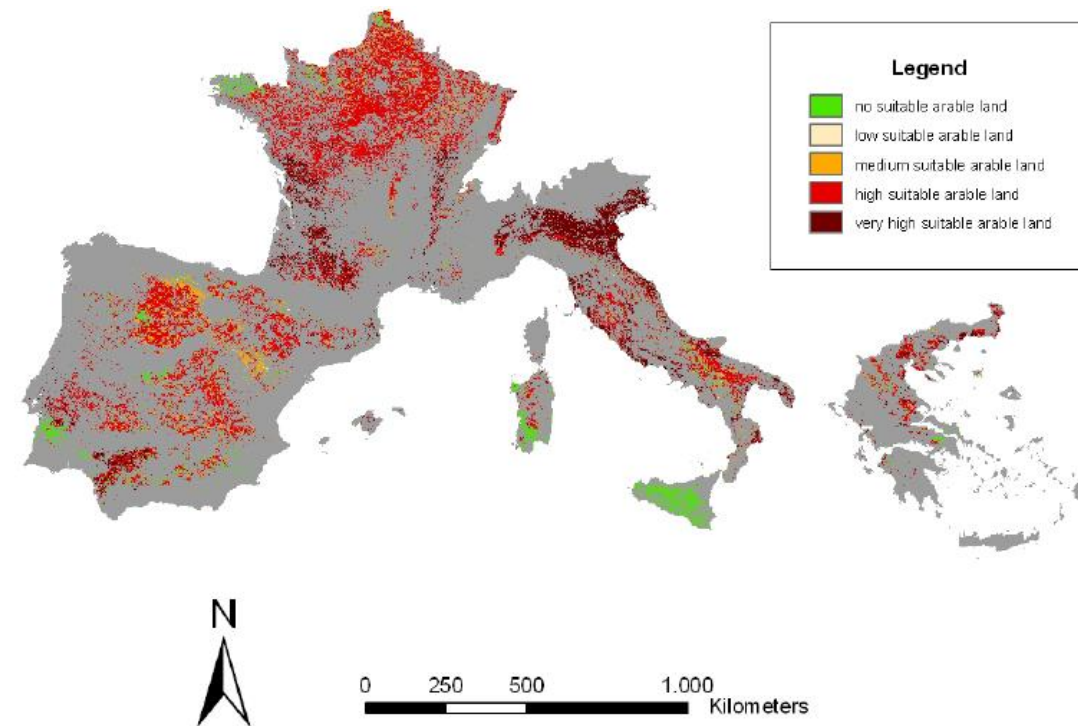 Legend
no suitable arable land
low suitable arable land
medium suitable arable land
high suitable arable land
very high suitable arable land
N
0 250 500 1.000
Kilometers